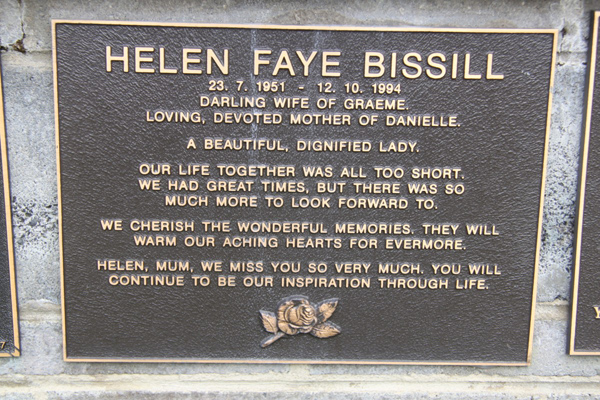 HELEN FAYE BISSILL
23. 7. 1951 - 12. 10. 1994
DARLING WIFE OF GRAEME.
LOVING, DEVOTED MOTHER OF DANIELLE.
A BEAUTIFUL, DIGNIFIED LADY.
OUR LIFE TOGETHER WAS ALL TOO SHORT.
WE HAD GREAT TIMES, BUT THERE WAS SO
MUCH MORE TO LOOK FORWARD TO.
WE CHERISH THE WONDERFUL MEMORIES. THEY WILL
WARM OUR ACHING HEARTS FOR EVERMORE.
HELEN, MUM, WE MISS YOU SO VERY MUCH. YOU WILL
CONTINUE TO BE OUR INSPIRATION THROUGH LIFE.